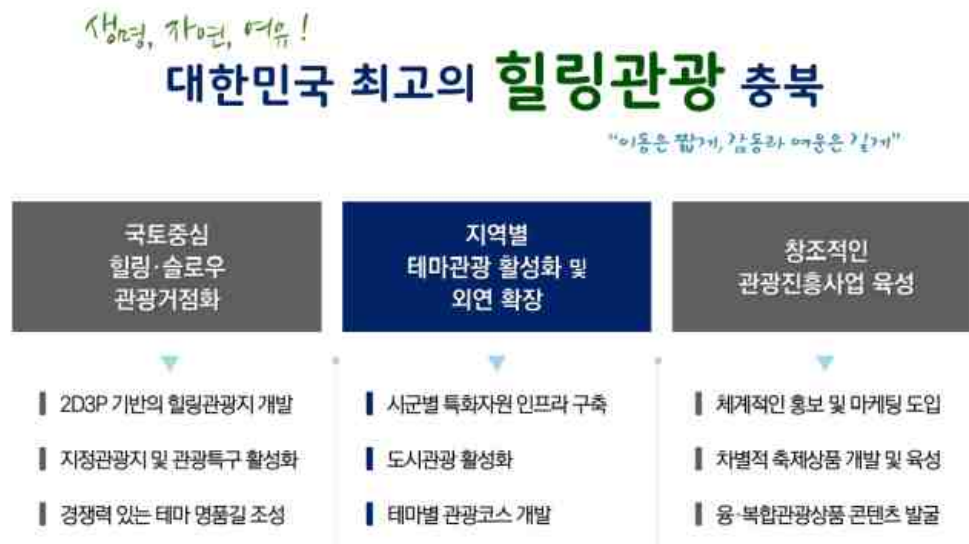 생명, 자연, 여유!
대한민국 최고의 힐링관광 충북
"이동은 짧게, 감동과 여운은 길게"
국토중심
힐링·슬로우
관광거점화
2D3P 기반의 힐링관광지 개발
지정관광지 및 관광특구 활성화
경쟁력 있는 테마 명품길 조성
지역별
테마관광 활성화 및
외연 확장
시군별 특화자원 인프라 구축
도시관광 활성화
테마별 관광코스 개발
창조적인
관광진흥사업 육성
체계적인 홍보 및 마케팅 도입
차별적 축제상품 개발 및 육성
융·복합관광상품 콘텐츠 발굴